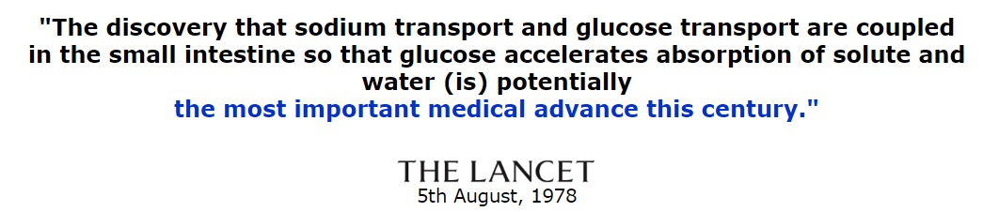 "The discovery that sodium transport and glucose transport are coupled
in the small intestine so that glucose accelerates absorption of solute and
water (is) potentially
the most important medical advance this century."
THE LANCET
5th August, 1978